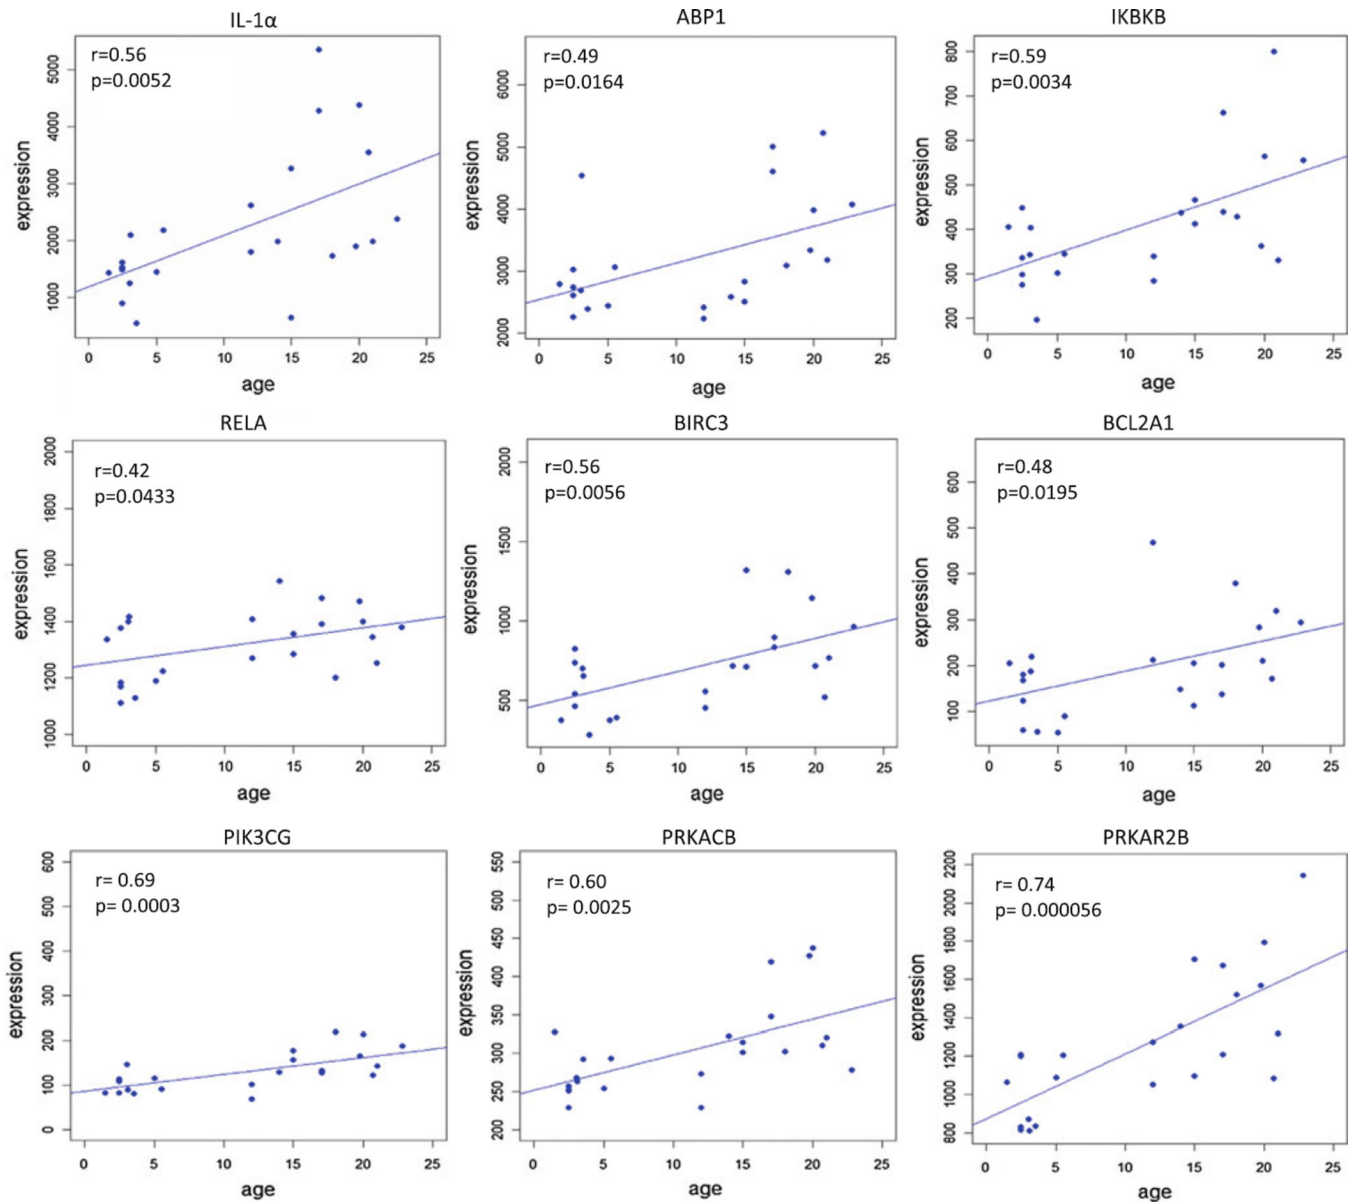 IL-1α
r=0.56
p=0.0052
expression
5000
4000
3000
2000
1000
0 5 10 15 20 25
age
ABP1
r=0.49
p=0.0164
expression
6000
5000
4000
3000
2000
0 5 10 15 20 25
age
IKBKB
r=0.59
p=0.0034
expression
800
700
600
500
400
300
200
0 5 10 15 20 25
age
RELA
r=0.42
p=0.0433
expression
2000
1800
1600
1400
1200
1000
0 5 10 15 20 25
age
BIRC3
r=0.56
p=0.0056
expression
2000
1500
1000
500
0 5 10 15 20 25
age
BCL2A1
r=0.48
p=0.0195
expression
600
500
400
300
200
100
0 5 10 15 20 25
age
PIK3CG
r= 0.69
p= 0.0003
expression
600
500
400
300
200
100
0
0 5 10 15 20 25
age
PRKACB
r= 0.60
p= 0.0025
expression
550
500
450
400
350
300
250
200
0 5 10 15 20 25
age
PRKAR2B
r= 0.74
p= 0.000056
expression
2200
2000
1800
1600
1400
1200
1000
800
0 5 10 15 20 25
age